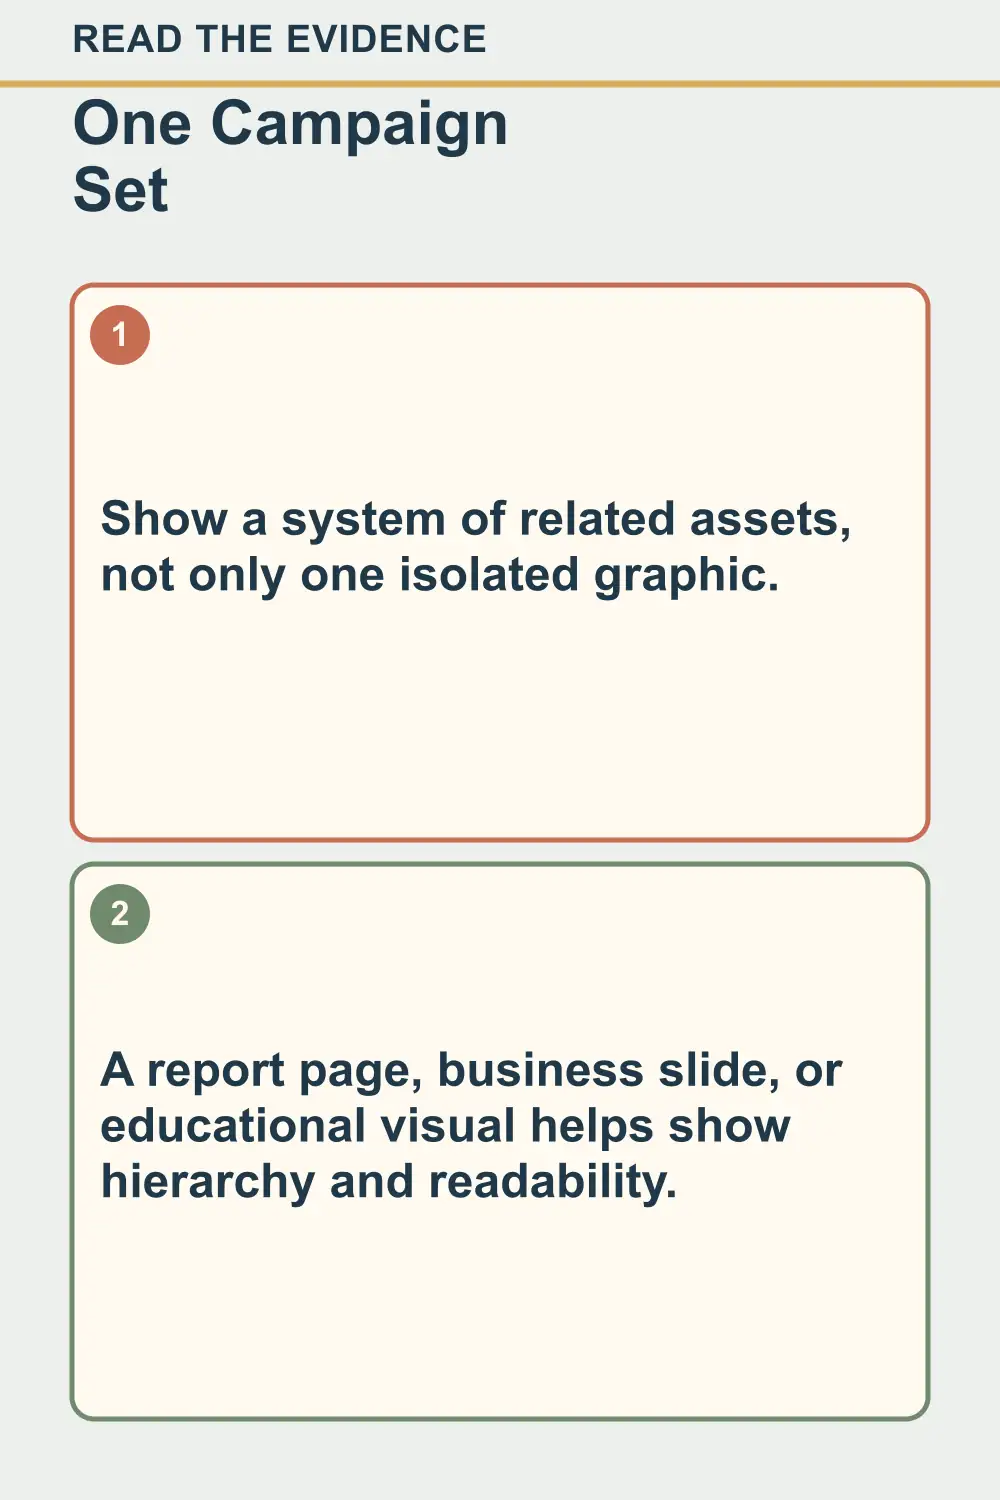 READ THE EVIDENCE
One Campaign
Set
1
Show a system of related assets,
not only one isolated graphic.
2
A report page, business slide, or
educational visual helps show
hierarchy and readability.